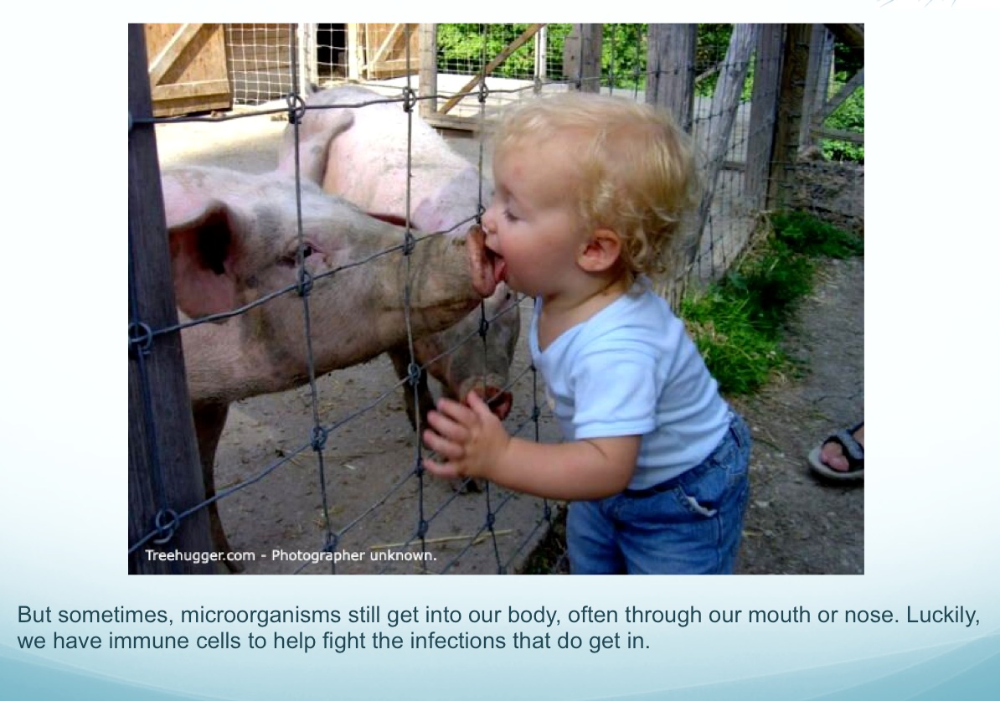 Treehugger.com - Photographer unknown.
But sometimes, microorganisms still get into our body, often through our mouth or nose. Luckily,
we have immune cells to help fight the infections that do get in.